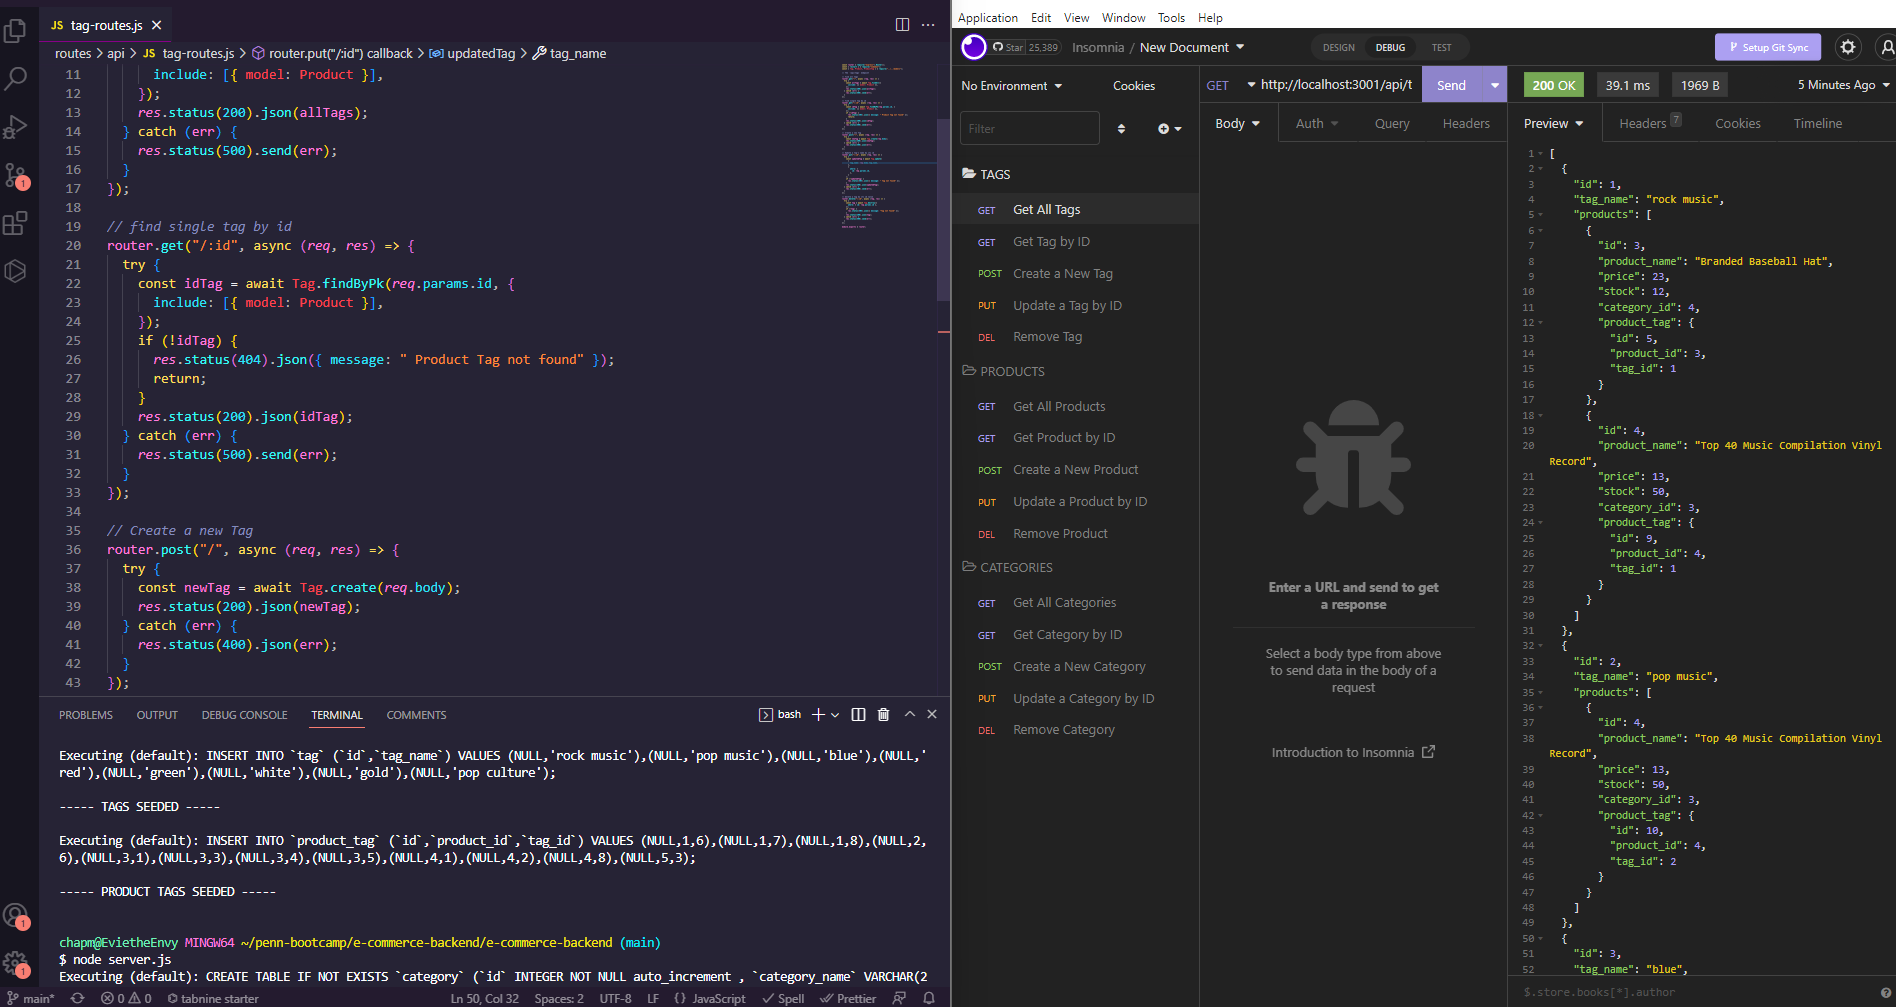 JS tag-routes.js
routes > api > JS tag-routes.js > router.put("/:id") callback > updatedTag > tag_name
11 include: [{ model: Product }],
12 });
13 res.status(200).json(allTags);
14 } catch (err) {
15 res.status(500).send(err);
16 }
17 });
18
19 // find single tag by id
20 router.get("/:id", async (req, res) => {
21 try {
22 const idTag = await Tag.findByPk(req.params.id, {
23 include: [{ model: Product }],
24 });
25 if (!idTag) {
26 res.status(404).json({ message: " Product Tag not found" });
27 return;
28 }
29 res.status(200).json(idTag);
30 } catch (err) {
31 res.status(500).send(err);
32 }
33 });
34
35 // Create a new Tag
36 router.post("/", async (req, res) => {
37 try {
38 const newTag = await Tag.create(req.body);
39 res.status(200).json(newTag);
40 } catch (err) {
41 res.status(400).json(err);
42 }
43 });
PROBLEMS OUTPUT DEBUG CONSOLE TERMINAL COMMENTS bash
Executing (default): INSERT INTO `tag` (`id`,`tag_name`) VALUES (NULL,'rock music'),(NULL,'pop music'),(NULL,'blue'),(NULL,'
red'),(NULL,'green'),(NULL,'white'),(NULL,'gold'),(NULL,'pop culture');
----- TAGS SEEDED -----
Executing (default): INSERT INTO `product_tag` (`id`,`product_id`,`tag_id`) VALUES (NULL,1,6),(NULL,1,7),(NULL,1,8),(NULL,2,
6),(NULL,3,1),(NULL,3,3),(NULL,3,4),(NULL,3,5),(NULL,4,1),(NULL,4,2),(NULL,4,8),(NULL,5,3);
----- PRODUCT TAGS SEEDED -----
chapm@EvietheEnvy MINGW64 ~/penn-bootcamp/e-commerce-backend/e-commerce-backend (main)
$ node server.js
Executing (default): CREATE TABLE IF NOT EXISTS `category` (`id` INTEGER NOT NULL auto_increment , `category_name` VARCHAR(2
1
1
1
main* 0 0 tabnine starter Ln 50, Col 32 Spaces: 2 UTF-8 LF {} JavaScript Spell Prettier
Application Edit View Window Tools Help
Star 25,389 Insomnia / New Document DESIGN DEBUG TEST Setup Git Sync
No Environment Cookies
Filter
TAGS
GET Get All Tags
GET Get Tag by ID
POST Create a New Tag
PUT Update a Tag by ID
DEL Remove Tag
PRODUCTS
GET Get All Products
GET Get Product by ID
POST Create a New Product
PUT Update a Product by ID
DEL Remove Product
CATEGORIES
GET Get All Categories
GET Get Category by ID
POST Create a New Category
PUT Update a Category by ID
DEL Remove Category
GET http://localhost:3001/api/t Send
Body Auth Query Headers
Enter a URL and send to get
a response
Select a body type from above
to send data in the body of a
request
Introduction to Insomnia
200 OK 39.1 ms 1969 B 5 Minutes Ago
Preview Headers 7 Cookies Timeline
1 [
2 {
3 "id": 1,
4 "tag_name": "rock music",
5 "products": [
6 {
7 "id": 3,
8 "product_name": "Branded Baseball Hat",
9 "price": 23,
10 "stock": 12,
11 "category_id": 4,
12 "product_tag": {
13 "id": 5,
14 "product_id": 3,
15 "tag_id": 1
16 }
17 },
18 {
19 "id": 4,
20 "product_name": "Top 40 Music Compilation Vinyl
Record",
21 "price": 13,
22 "stock": 50,
23 "category_id": 3,
24 "product_tag": {
25 "id": 9,
26 "product_id": 4,
27 "tag_id": 1
28 }
29 }
30 ]
31 },
32 {
33 "id": 2,
34 "tag_name": "pop music",
35 "products": [
36 {
37 "id": 4,
38 "product_name": "Top 40 Music Compilation Vinyl
Record",
39 "price": 13,
40 "stock": 50,
41 "category_id": 3,
42 "product_tag": {
43 "id": 10,
44 "product_id": 4,
45 "tag_id": 2
46 }
47 }
48 ]
49 },
50 {
51 "id": 3,
52 "tag_name": "blue",
$.store.books[*].author